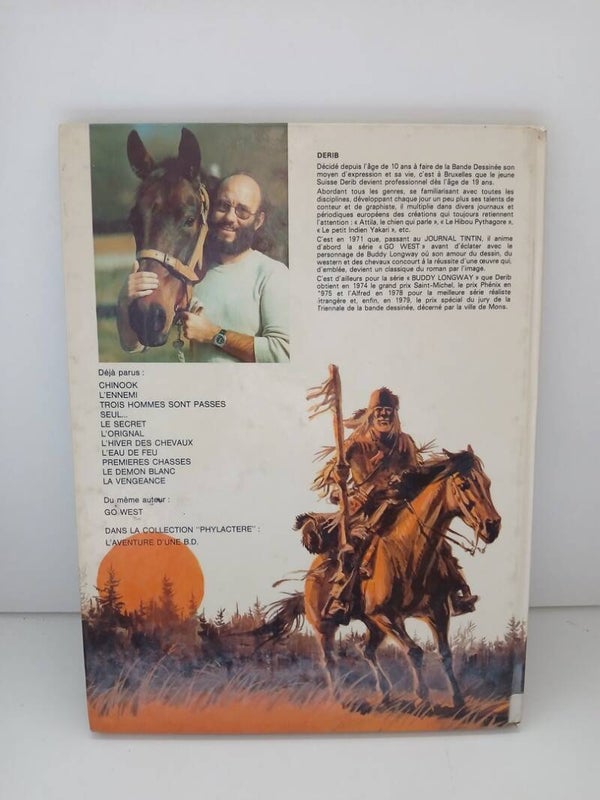 DERIB
Décidé depuis l'âge de 10 ans à faire de la Bande Dessinée son
moyen d'expression et sa vie, c'est à Bruxelles que le jeune
Suisse Derib devient professionnel dès l'âge de 19 ans.
Abordant tous les genres, se familiarisant avec toutes les
disciplines, développant chaque jour un peu plus ses talents de
conteur et de graphiste, il multiplie dans divers journaux et
périodiques européens des créations qui toujours retiennent
l'attention : « Attila, le chien qui parle », « Le Hibou Pythagore »,
« Le petit Indien Yakari », etc.
C'est en 1971 que, passant au JOURNAL TINTIN, il anime
d'abord la série « GO WEST » avant d'éclater avec le
personnage de Buddy Longway où son amour du dessin, du
western et des chevaux concourt à la réussite d'une œuvre qui,
d'emblée, devient un classique du roman par l'image.
C'est d'ailleurs pour la série « BUDDY LONGWAY » que Derib
obtient en 1974 le grand prix Saint-Michel, le prix Phénix en
1975 et l'Alfred en 1978 pour la meilleure série réaliste
étrangère et, enfin, en 1979, le prix spécial du jury de la
Triennale de la bande dessinée, décerné par la ville de Mons.
Déjà parus :
CHINOOK
L'ENNEMI
TROIS HOMMES SONT PASSES
SEUL...
LE SECRET
L'ORIGNAL
L'HIVER DES CHEVAUX
L'EAU DE FEU
PREMIERES CHASSES
LE DEMON BLANC
LA VENGEANCE
Du même auteur :
GO WEST
DANS LA COLLECTION "PHYLACTERE" :
L'AVENTURE D'UNE B.D.